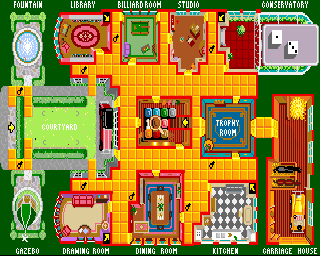 FOUNTAIN LIBRARY BILLIARD ROOM STUDIO CONSERVATORY
COURTYARD
TROPHY
ROOM
GAZEBO DRAWING ROOM DINING ROOM KITCHEN CARRIAGE HOUSE